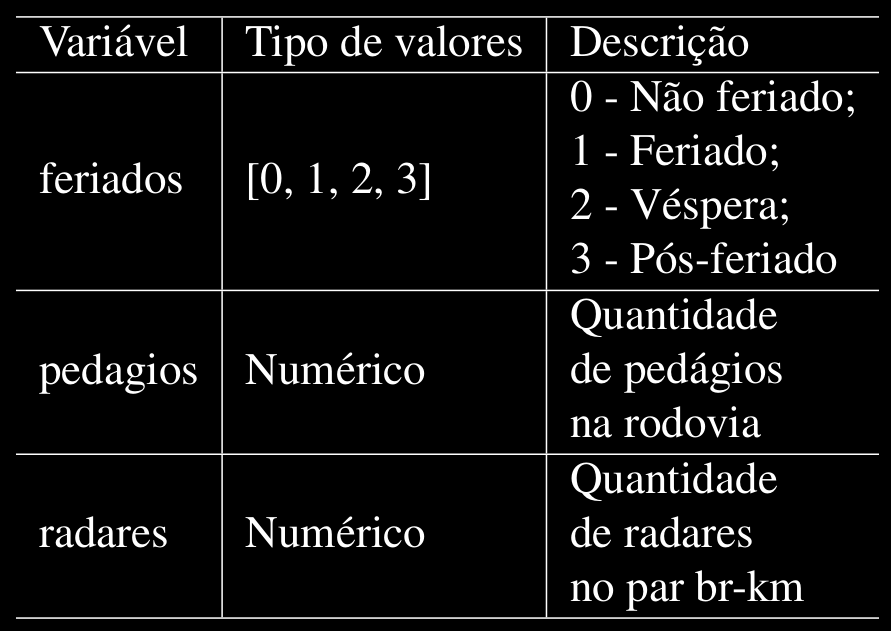 Variável Tipo de valores Descrição
feriados [0, 1, 2, 3] 0 - Não feriado;
1 - Feriado;
2 - Véspera;
3 - Pós-feriado
pedagios Numérico Quantidade
de pedágios
na rodovia
radares Numérico Quantidade
de radares
no par br-km